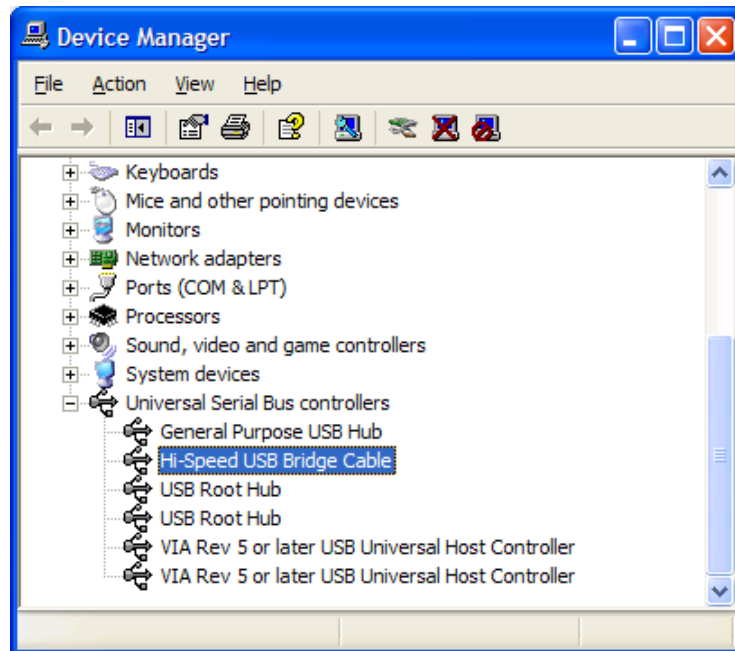 Device Manager
File Action View Help
Keyboards
Mice and other pointing devices
Monitors
Network adapters
Ports (COM & LPT)
Processors
Sound, video and game controllers
System devices
Universal Serial Bus controllers
General Purpose USB Hub
Hi-Speed USB Bridge Cable
USB Root Hub
USB Root Hub
VIA Rev 5 or later USB Universal Host Controller
VIA Rev 5 or later USB Universal Host Controller